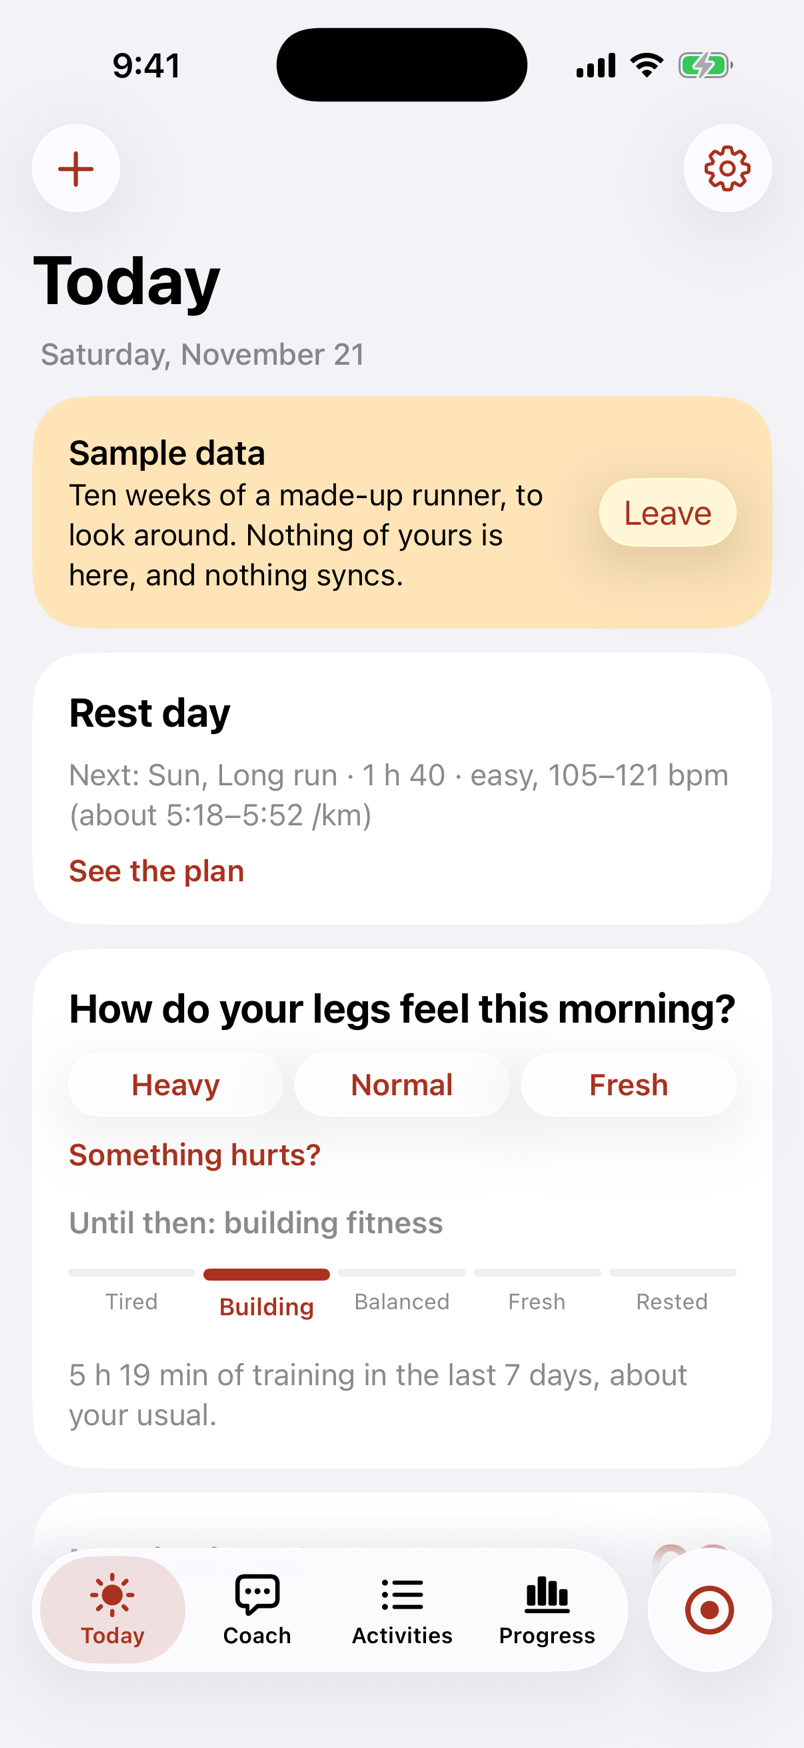 9:41
Today
Saturday, November 21
Sample data
Ten weeks of a made-up runner, to
look around. Nothing of yours is
here, and nothing syncs.
Leave
Rest day
Next: Sun, Long run · 1 h 40 · easy, 105–121 bpm
(about 5:18–5:52 /km)
See the plan
How do your legs feel this morning?
Heavy
Normal
Fresh
Something hurts?
Until then: building fitness
Tired
Building
Balanced
Fresh
Rested
5 h 19 min of training in the last 7 days, about
your usual.
Today
Coach
Activities
Progress